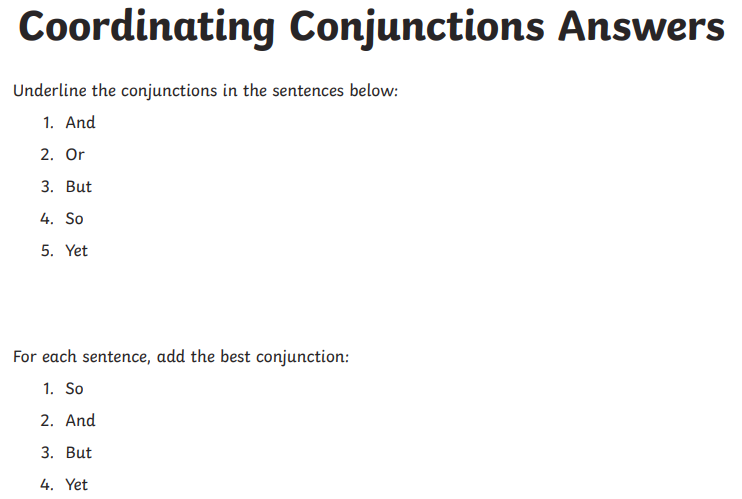 Coordinating Conjunctions Answers
Underline the conjunctions in the sentences below:
1. And
2. Or
3. But
4. So
5. Yet
For each sentence, add the best conjunction:
1. So
2. And
3. But
4. Yet